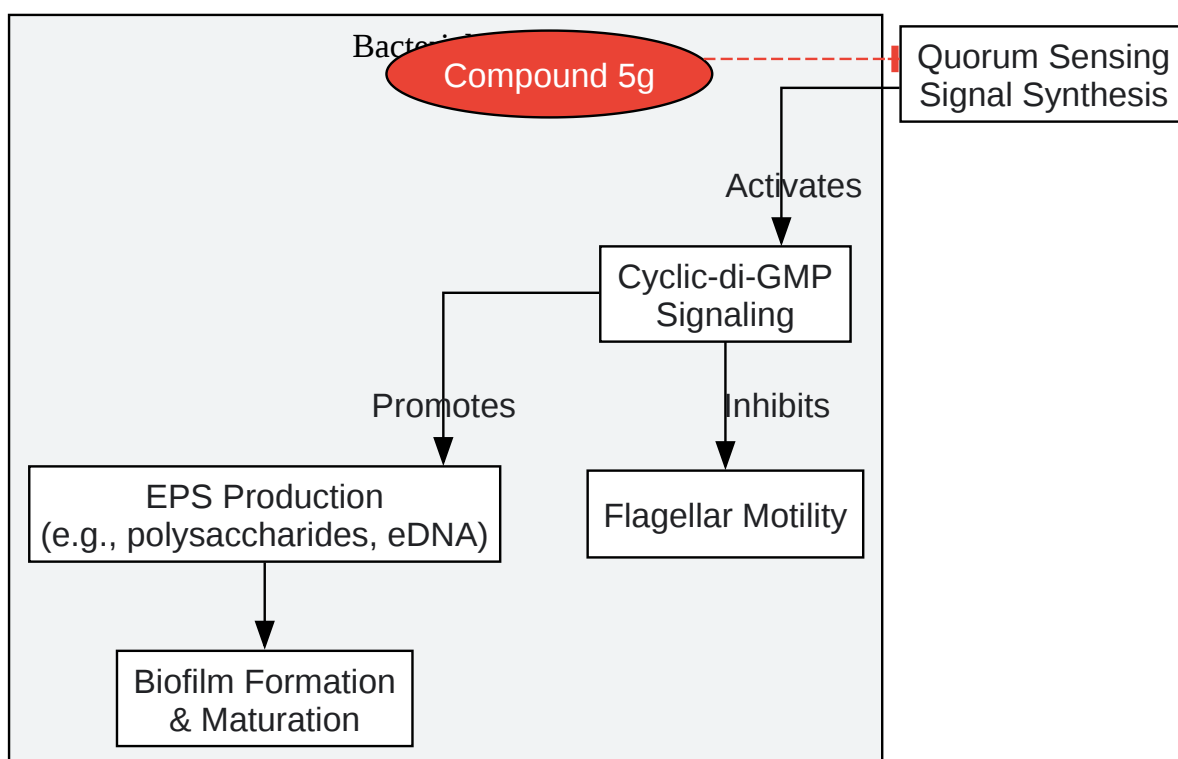 Compound 5g
Quorum Sensing
Signal Synthesis
Activates
Cyclic-di-GMP
Signaling
Promotes
Inhibits
EPS Production
(e.g., polysaccharides, eDNA)
Flagellar Motility
Biofilm Formation
& Maturation